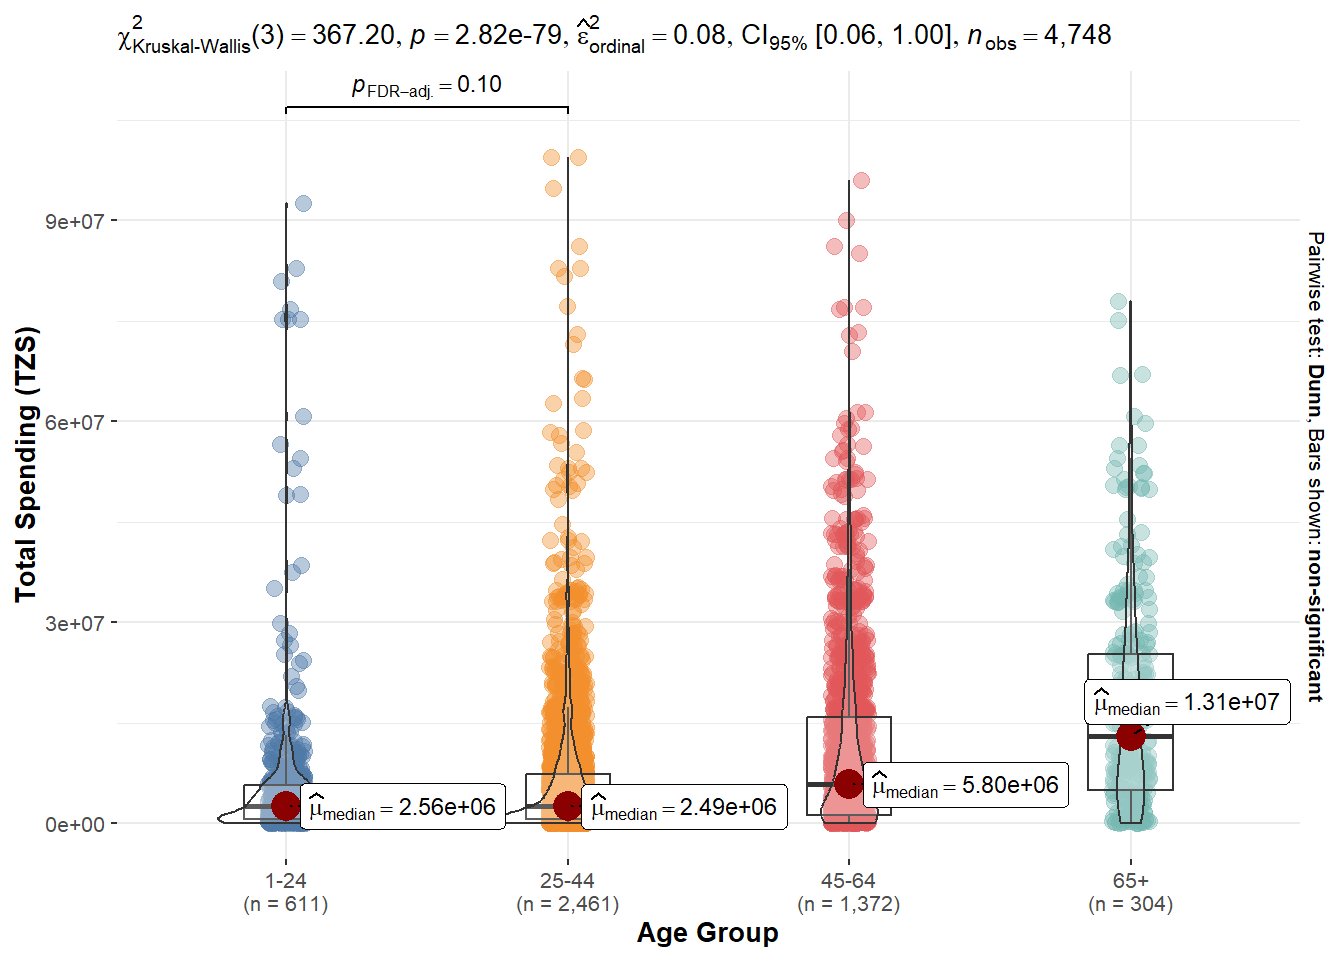 χ²Kruskal-Wallis(3) = 367.20, p = 2.82e-79, ε̂²ordinal = 0.08, CI95% [0.06, 1.00], nobs = 4,748
pFDR−adj. = 0.10
Total Spending (TZS)
9e+07
6e+07
3e+07
0e+00
μ̂median = 2.56e+06
μ̂median = 2.49e+06
μ̂median = 5.80e+06
μ̂median = 1.31e+07
Pairwise test: Dunn, Bars shown: non-significant
1-24
(n = 611)
25-44
(n = 2,461)
45-64
(n = 1,372)
65+
(n = 304)
Age Group